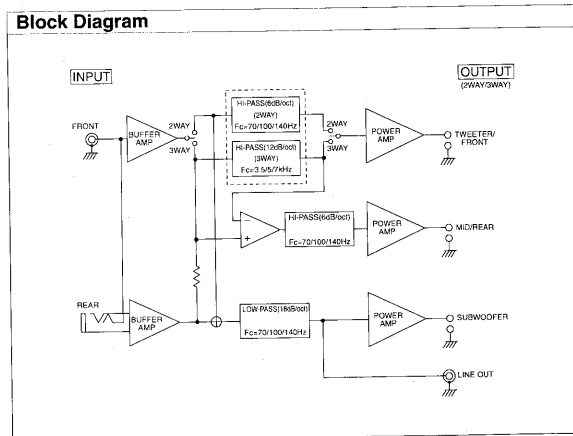 Block Diagram
INPUT
OUTPUT
(2WAY/3WAY)
FRONT
BUFFER
AMP
2WAY
3WAY
HI-PASS(6dB/oct)
(2WAY)
Fc=70/100/140Hz
HI-PASS(12dB/oct)
(3WAY)
Fc=3.5/5/7kHz
2WAY
3WAY
POWER
AMP
TWEETER/
FRONT
−
+
HI-PASS(6dB/oct)
Fc=70/100/140Hz
POWER
AMP
MID/REAR
REAR
BUFFER
AMP
LOW-PASS(18dB/oct)
Fc=70/100/140Hz
POWER
AMP
SUBWOOFER
LINE OUT